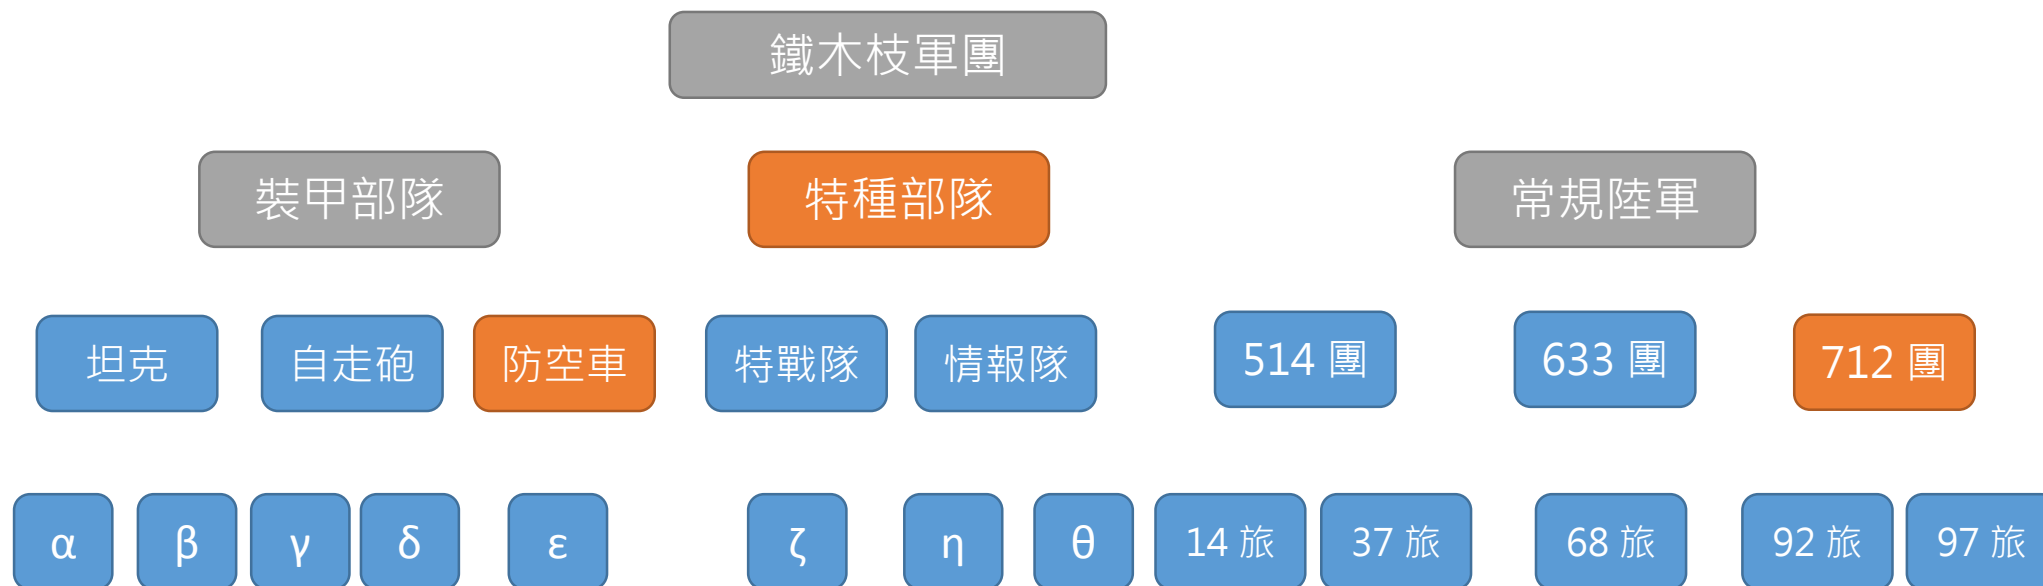 鐵木枝軍團
裝甲部隊
特種部隊
常規陸軍
坦克
自走砲
防空車
特戰隊
情報隊
514 團
633 團
712 團
α
β
γ
δ
ε
ζ
η
θ
14 旅
37 旅
68 旅
92 旅
97 旅